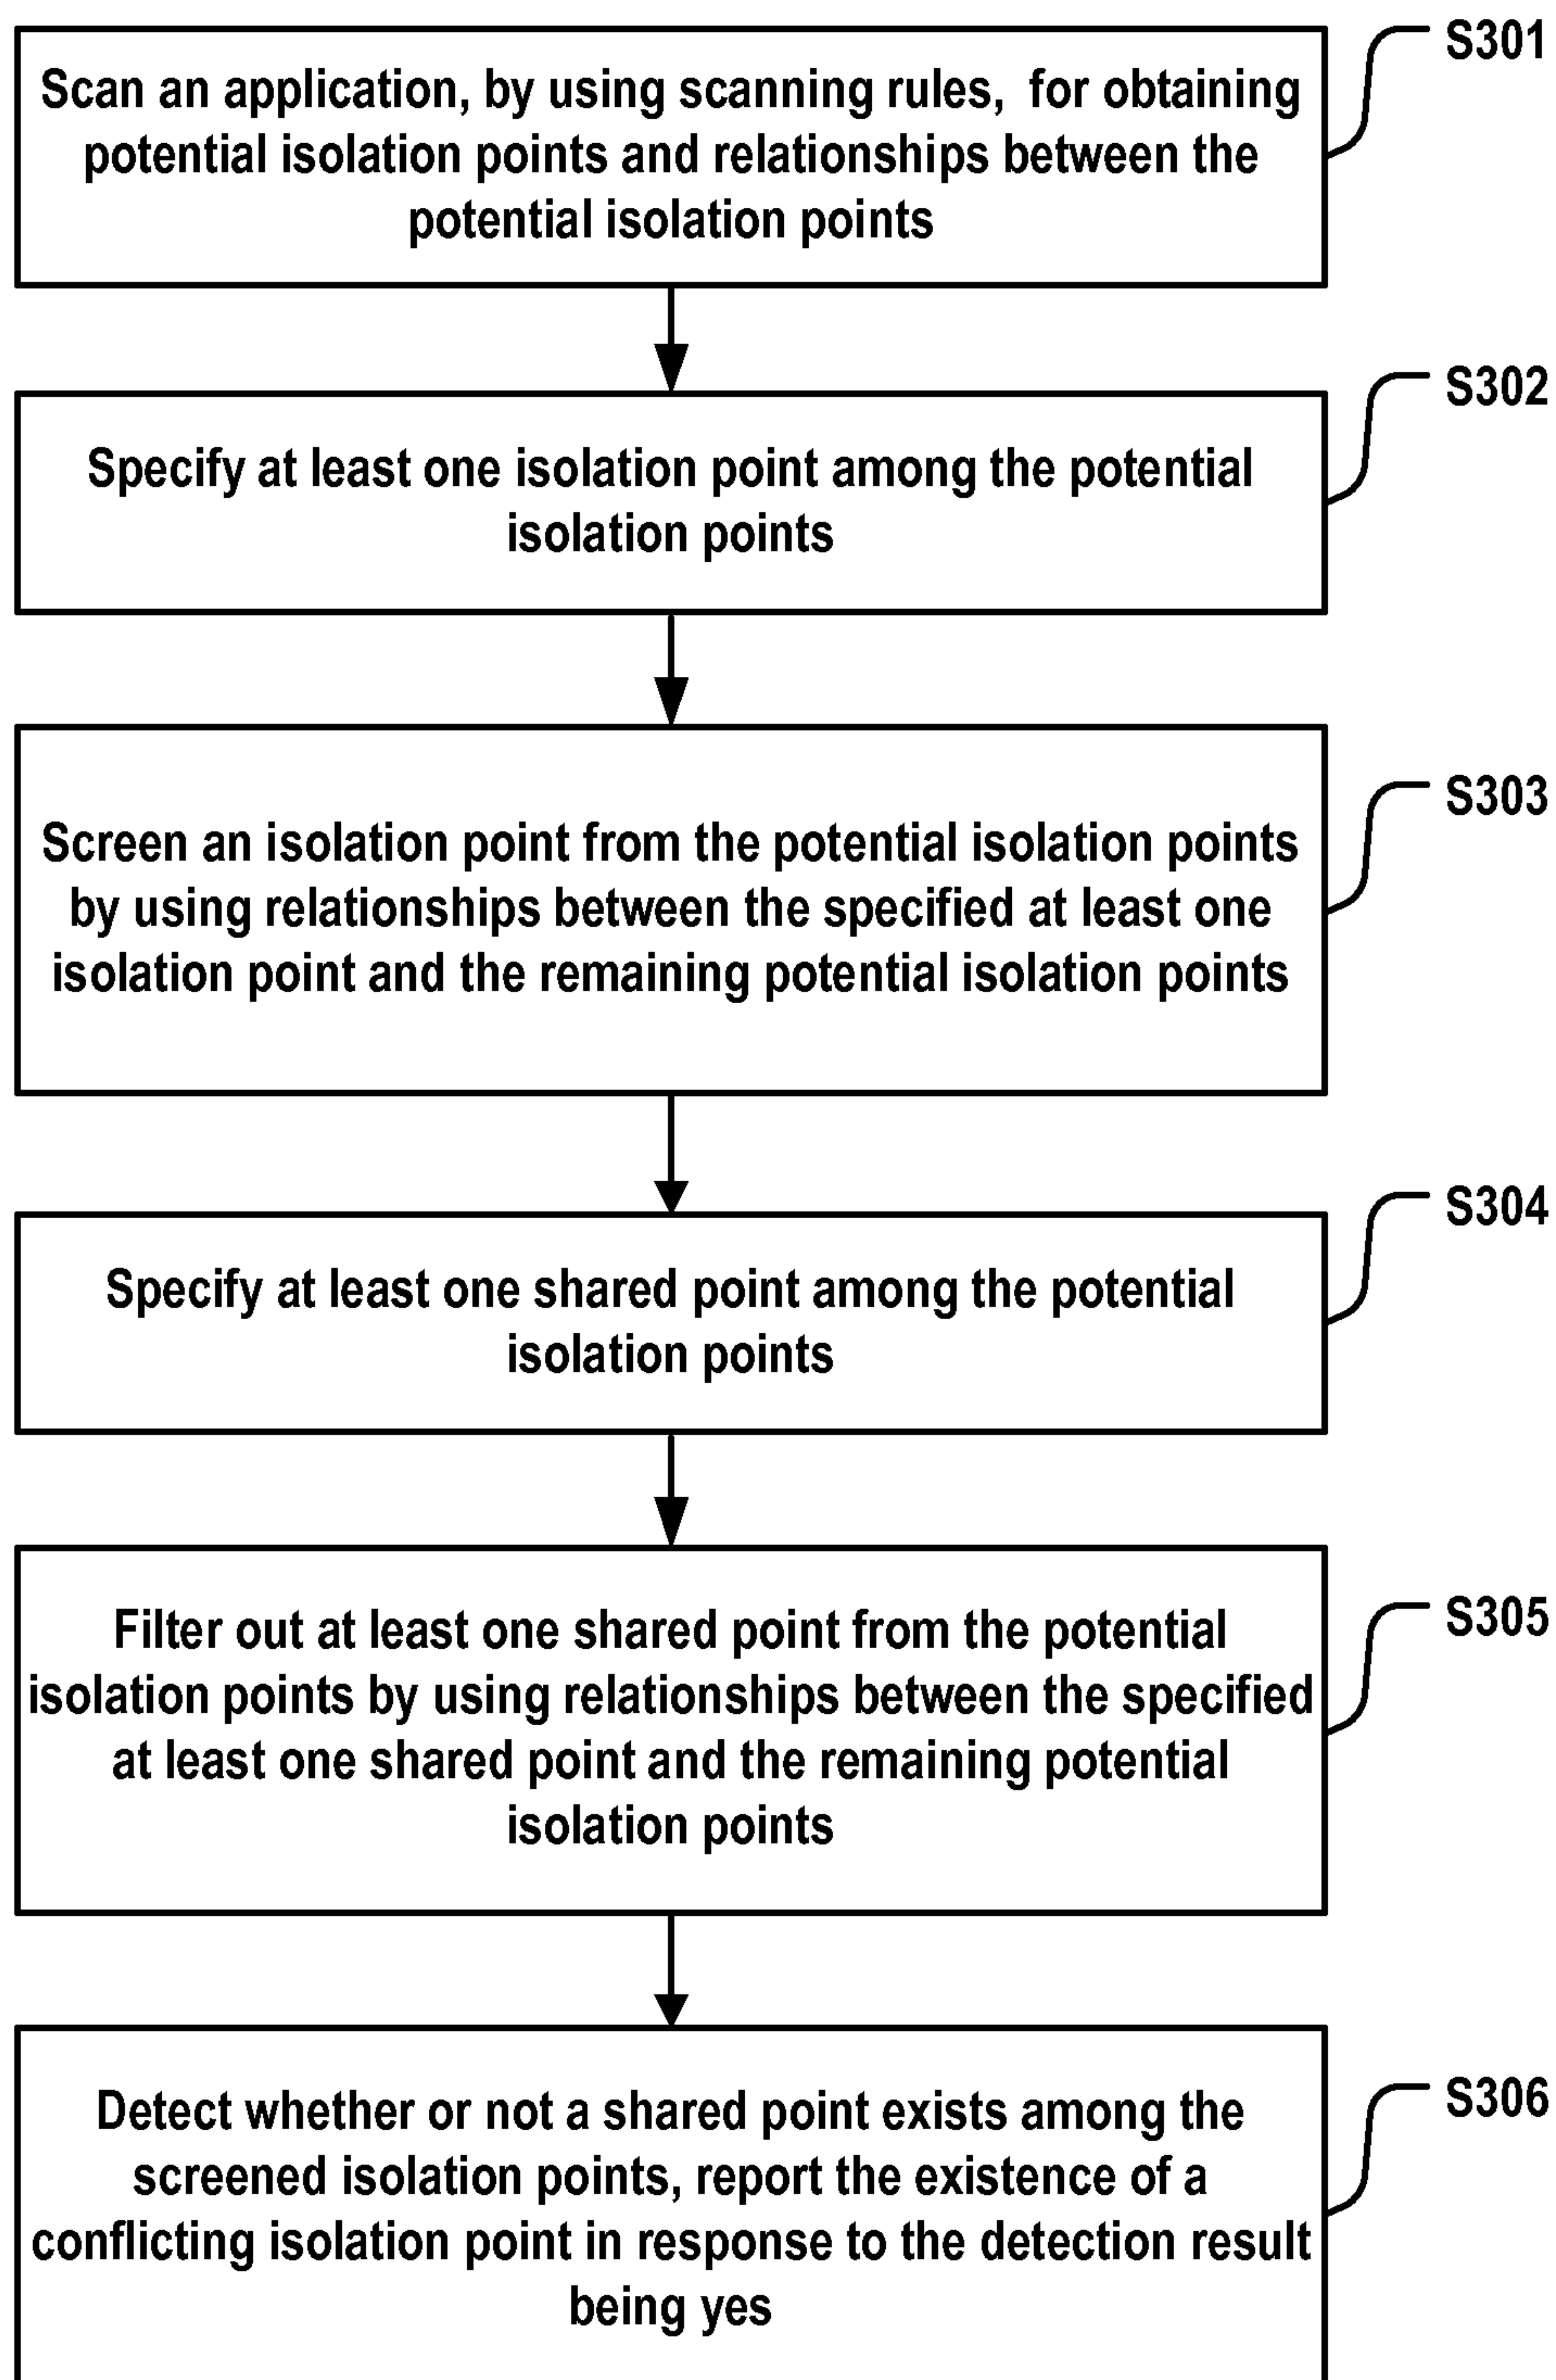 S301
Scan an application, by using scanning rules, for obtaining
potential isolation points and relationships between the
potential isolation points
S302
Specify at least one isolation point among the potential
isolation points
S303
Screen an isolation point from the potential isolation points
by using relationships between the specified at least one
isolation point and the remaining potential isolation points
S304
Specify at least one shared point among the potential
isolation points
S305
Filter out at least one shared point from the potential
isolation points by using relationships between the specified
at least one shared point and the remaining potential
isolation points
S306
Detect whether or not a shared point exists among the
screened isolation points, report the existence of a
conflicting isolation point in response to the detection result
being yes